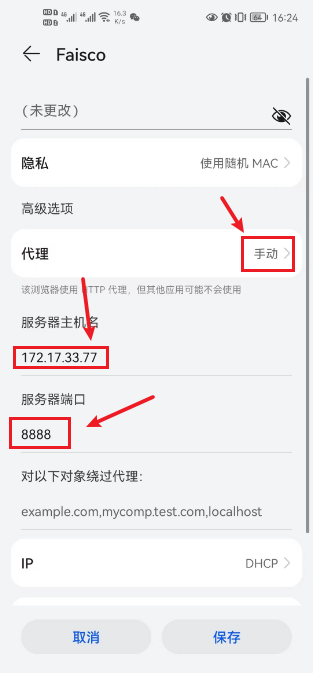 16.3 K/s
64
16:24
Faisco
(未更改)
隐私 使用随机 MAC
高级选项
代理 手动
该浏览器使用 HTTP 代理，但其他应用可能不会使用
服务器主机名
172.17.33.77
服务器端口
8888
对以下对象绕过代理：
example.com,mycomp.test.com,localhost
IP DHCP
取消 保存